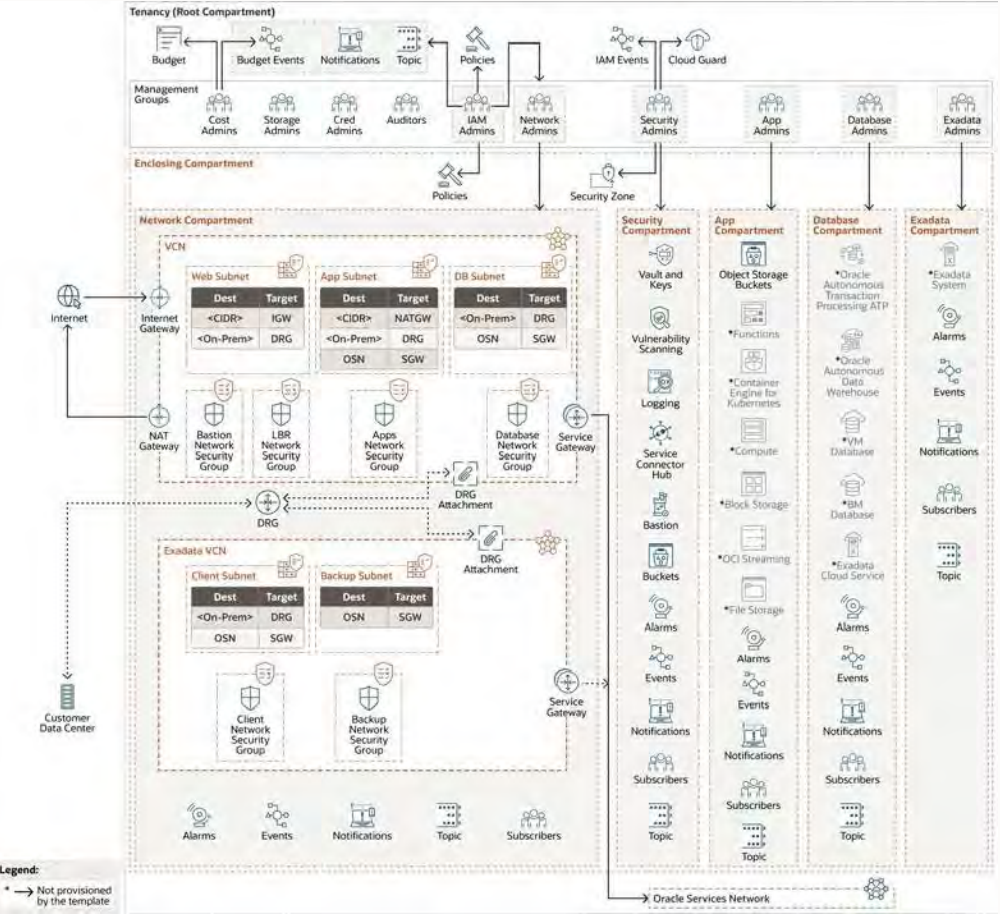 Tenancy (Root Compartment)
Budget
Budget Events
Notifications
Topic
Policies
IAM Events
Cloud Guard
Management
Groups
Cost
Admins
Storage
Admins
Cred
Admins
Auditors
IAM
Admins
Network
Admins
Security
Admins
App
Admins
Database
Admins
Exadata
Admins
Enclosing Compartment
Policies
Security Zone
Network Compartment
VCN
Web Subnet
Dest Target
<CIDR> IGW
<On-Prem> DRG
App Subnet
Dest Target
<CIDR> NATGW
<On-Prem> DRG
OSN SGW
DB Subnet
Dest Target
<On-Prem> DRG
OSN SGW
Internet
Internet
Gateway
NAT
Gateway
Bastion
Network
Security
Group
LBR
Network
Security
Group
Apps
Network
Security
Group
Database
Network
Security
Group
Service
Gateway
DRG
Attachment
DRG
DRG
Attachment
Exadata VCN
Client Subnet
Dest Target
<On-Prem> DRG
OSN SGW
Backup Subnet
Dest Target
OSN SGW
Client
Network
Security
Group
Backup
Network
Security
Group
Service
Gateway
Customer
Data Center
Alarms
Events
Notifications
Topic
Subscribers
Security
Compartment
Vault and
Keys
Vulnerability
Scanning
Logging
Service
Connector
Hub
Bastion
Buckets
Alarms
Events
Notifications
Subscribers
Topic
App
Compartment
Object Storage
Buckets
*Functions
*Container
Engine for
Kubernetes
*Compute
*Block Storage
*OCI Streaming
*File Storage
Alarms
Events
Notifications
Subscribers
Topic
Database
Compartment
*Oracle
Autonomous
Transaction
Processing ATP
*Oracle
Autonomous
Data
Warehouse
*VM
Database
*BM
Database
*Exadata
Cloud Service
Alarms
Events
Notifications
Subscribers
Topic
Exadata
Compartment
*Exadata
System
Alarms
Events
Notifications
Subscribers
Topic
Legend:
* → Not provisioned
by the template
Oracle Services Network